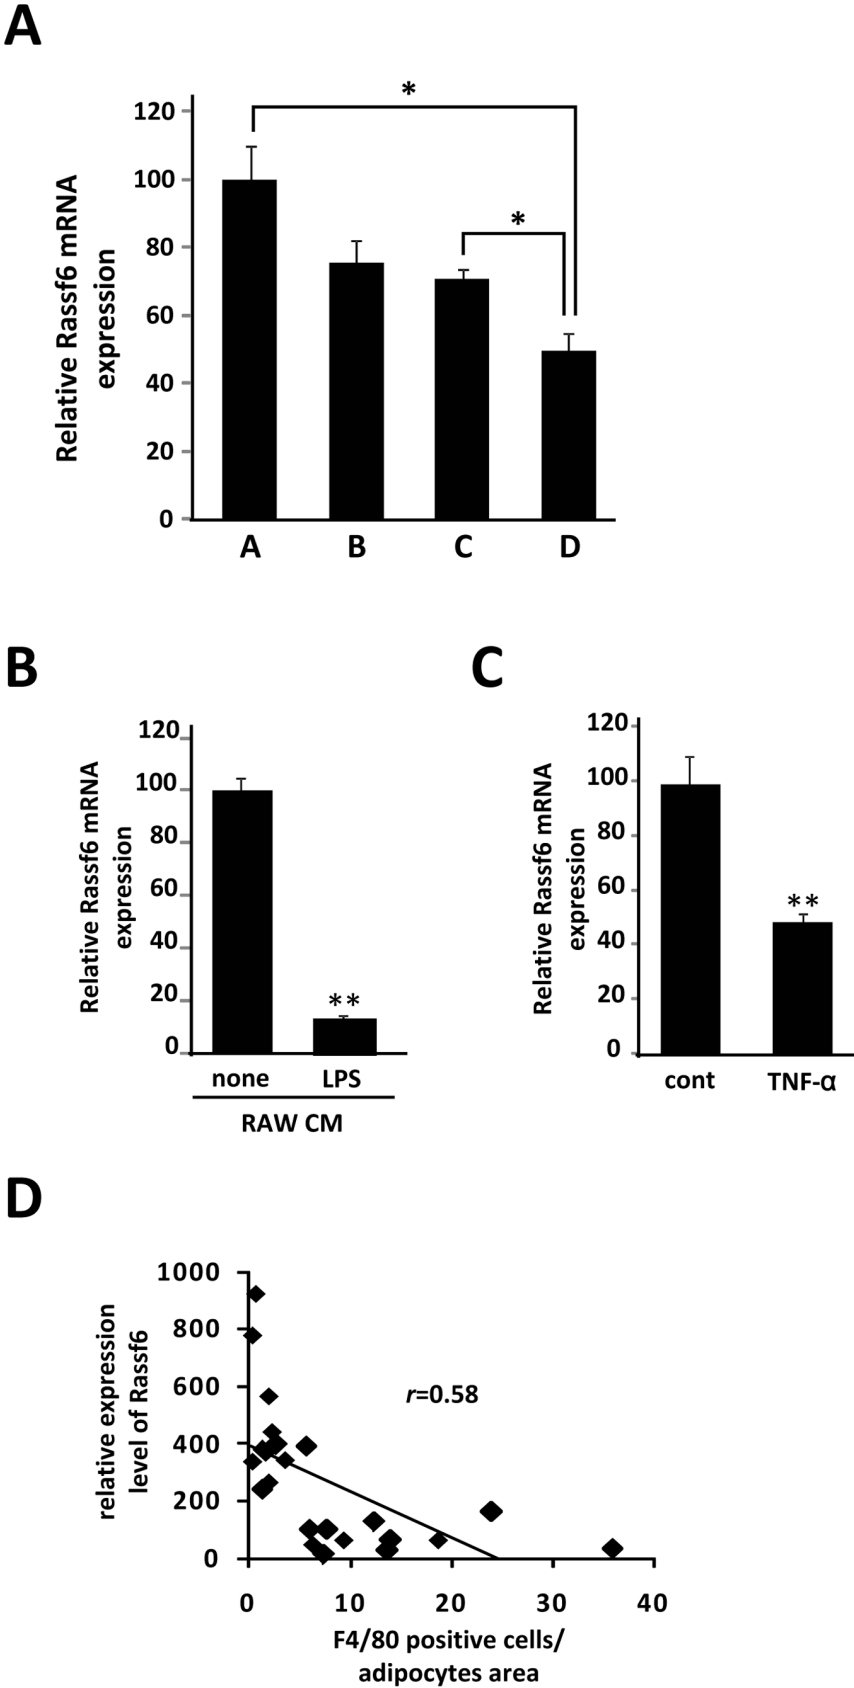 A
*
*
120
100
80
60
40
20
0
Relative Rassf6 mRNA
expression
A B C D
B
120
100
80
60
40
20
0
Relative Rassf6 mRNA
expression
**
none LPS
RAW CM
C
120
100
80
60
40
20
0
Relative Rassf6 mRNA
expression
**
cont TNF-α
D
1000
800
600
400
200
0
relative expression
level of Rassf6
r=0.58
0 10 20 30 40
F4/80 positive cells/
adipocytes area